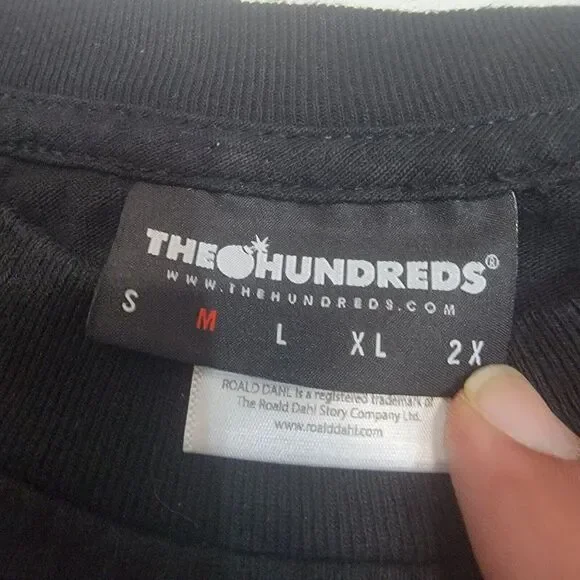 THE HUNDREDS®
WWW.THEHUNDREDS.COM
S M L XL 2X
ROALD DAHL is a registered trademark of
The Roald Dahl Story Company Ltd.
www.roalddahl.com